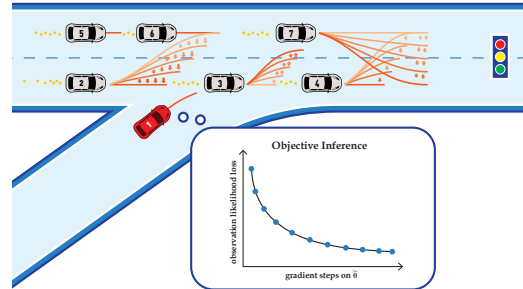 5
6
7
2
3
4
1
Objective Inference
observation likelihood loss
gradient steps on θ̃